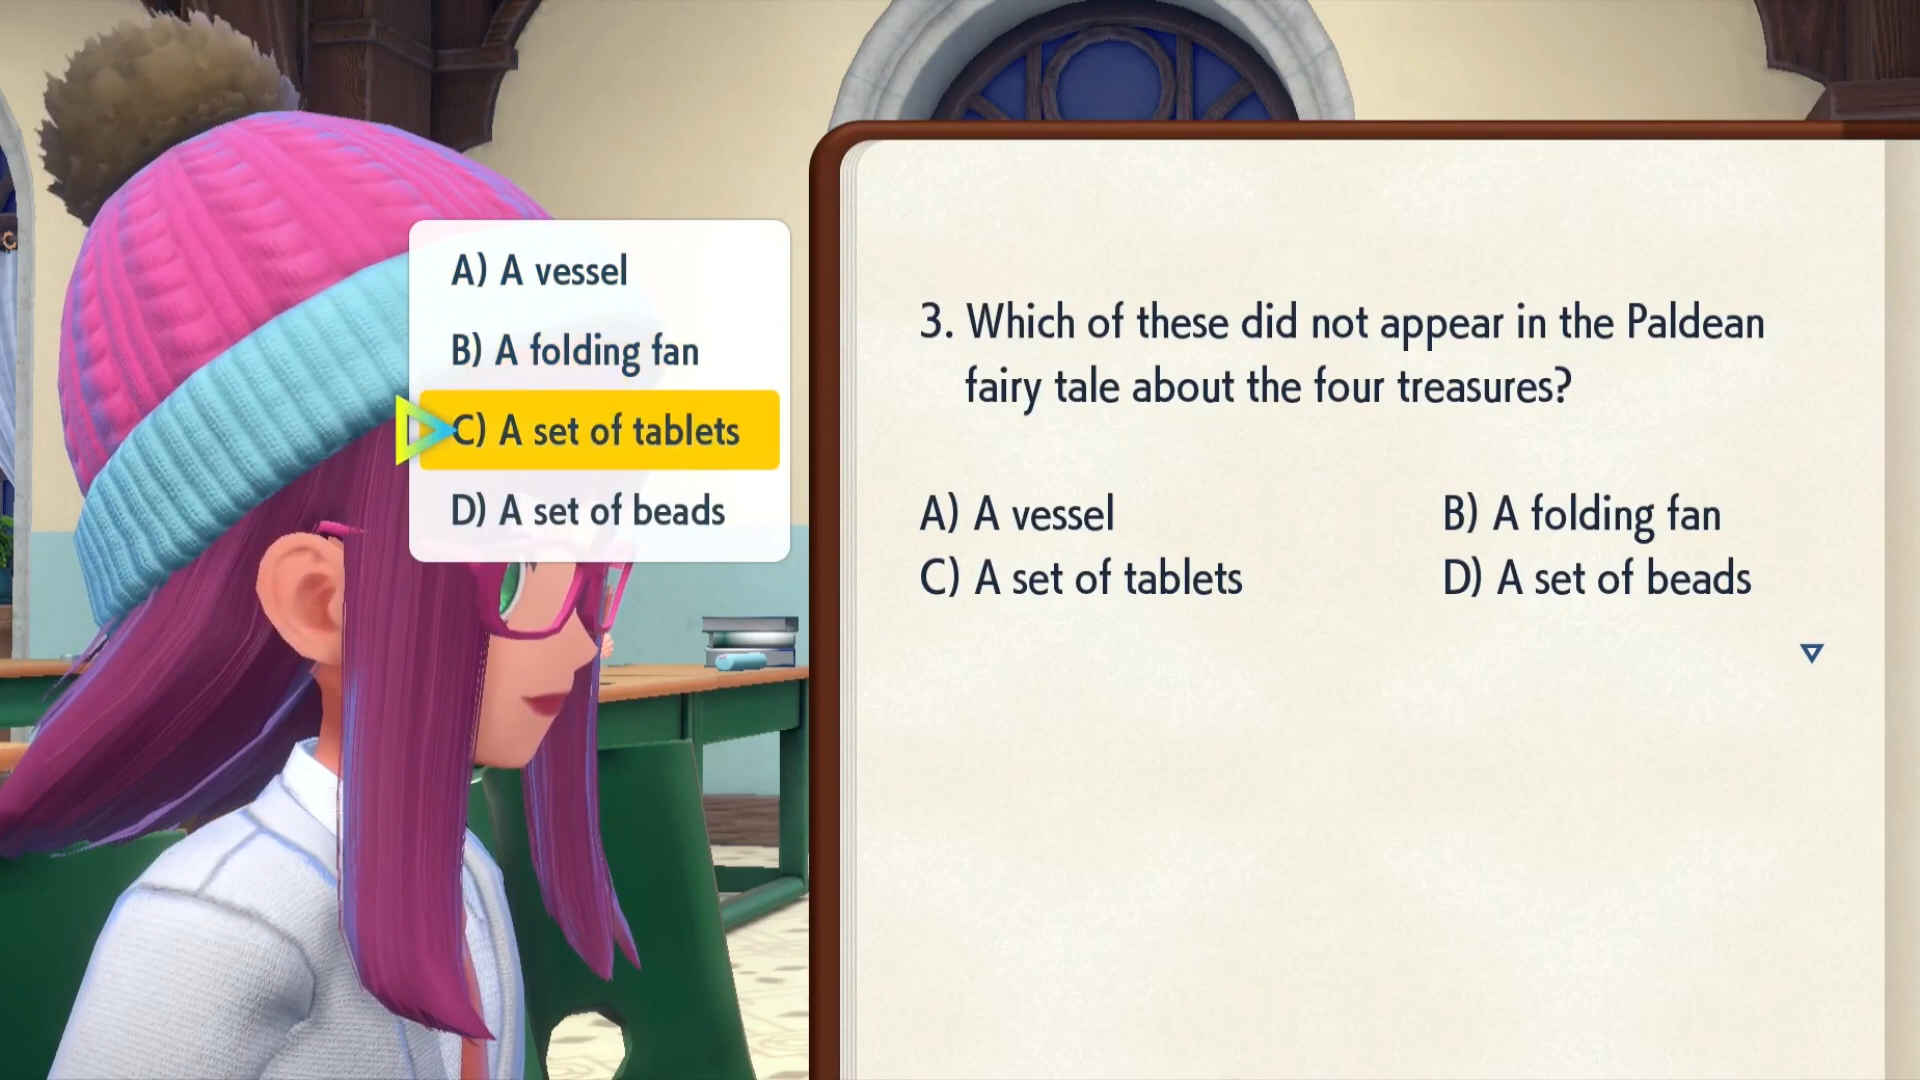 A) A vessel
B) A folding fan
C) A set of tablets
D) A set of beads
3. Which of these did not appear in the Paldean
fairy tale about the four treasures?
A) A vessel B) A folding fan
C) A set of tablets D) A set of beads